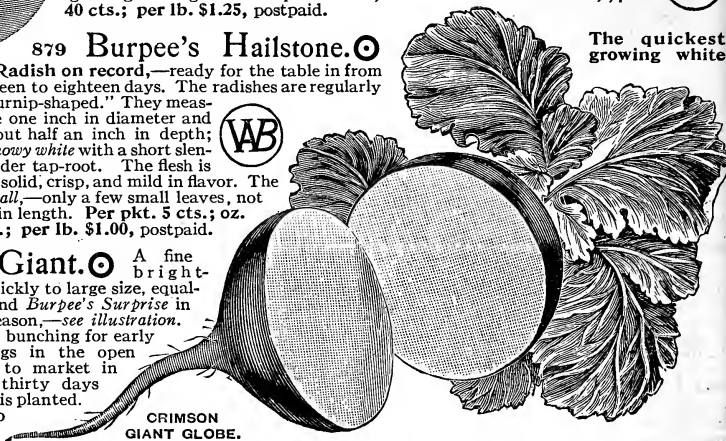 40 cts.; per lb. $1.25, postpaid.
879 Burpee's Hailstone. The quickest
growing white
Radish on record,—ready for the table in from
een to eighteen days. The radishes are regularly
urnip-shaped." They meas-
e one inch in diameter and
out half an inch in depth;
owy white with a short slen-
der tap-root. The flesh is
solid, crisp, and mild in flavor. The
all,—only a few small leaves, not
in length. Per pkt. 5 cts.; oz.
.; per lb. $1.00, postpaid.
WAB
Giant. A fine
bright-
ickly to large size, equal-
nd Burpee's Surprise in
eason,—see illustration.
bunching for early
gs in the open
to market in
thirty days
is planted.
CRIMSON
GIANT GLOBE.